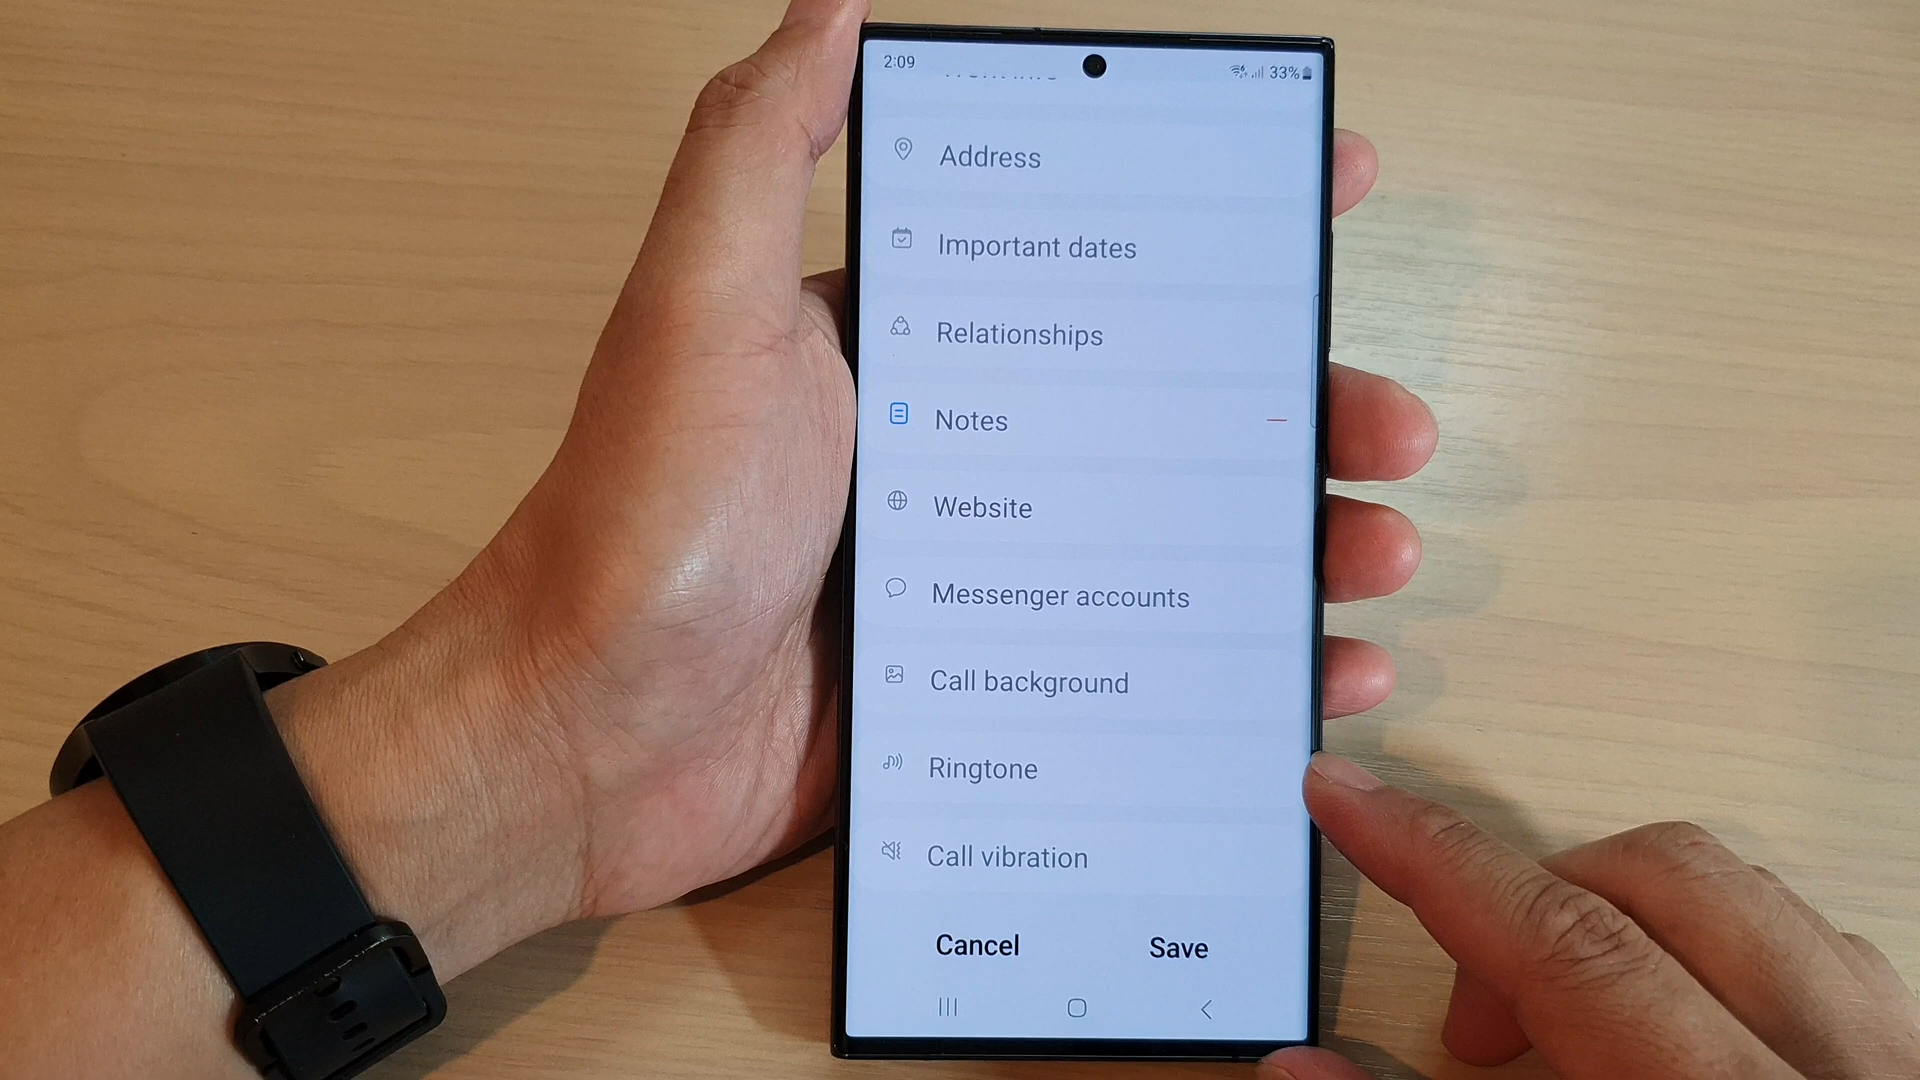 2:09
33%
Address
Important dates
Relationships
Notes
Website
Messenger accounts
Call background
Ringtone
Call vibration
Cancel
Save